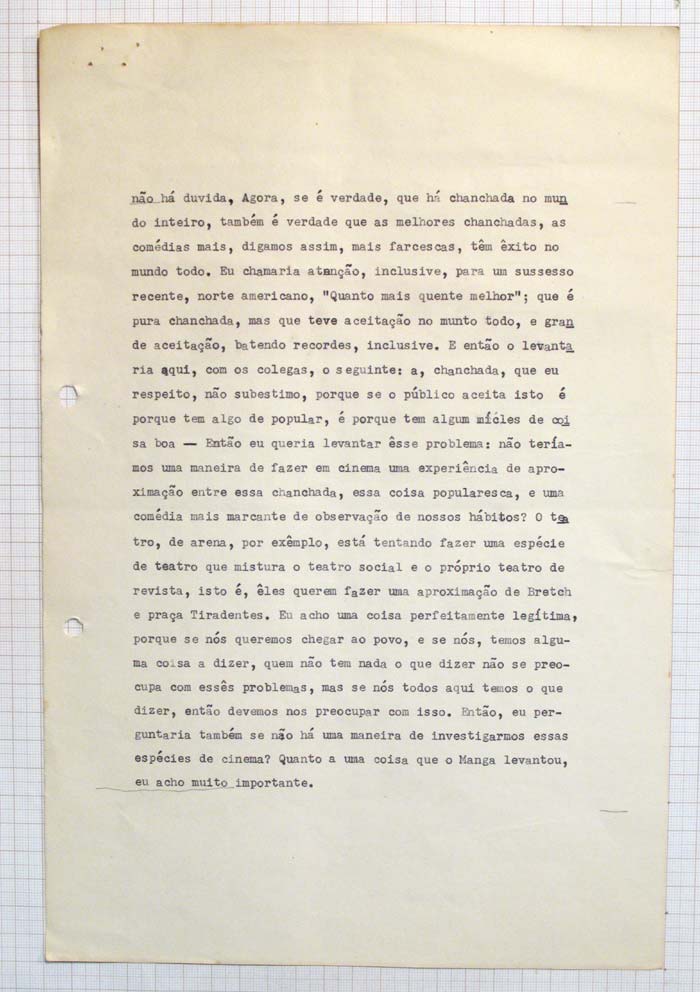 não há duvida, Agora, se é verdade, que há chanchada no mun
do inteiro, também é verdade que as melhores chanchadas, as
comédias mais, digamos assim, mais farcescas, têm êxito no
mundo todo. Eu chamaria atenção, inclusive, para um sussesso
recente, norte americano, "Quanto mais quente melhor"; que é
pura chanchada, mas que teve aceitação no munto todo, e gran
de aceitação, batendo recordes, inclusive. E então o levanta
ria aqui, com os colegas, o seguinte: a, chanchada, que eu
respeito, não subestimo, porque se o público aceita isto é
porque tem algo de popular, é porque tem algum mícles de coi
sa boa — Então eu queria levantar êsse problema: não tería-
mos uma maneira de fazer em cinema uma experiência de apro-
ximação entre essa chanchada, essa coisa popularesca, e uma
comédia mais marcante de observação de nossos hábitos? O tea
tro, de arena, por exêmplo, está tentando fazer uma espécie
de teatro que mistura o teatro social e o próprio teatro de
revista, isto é, êles querem fazer uma aproximação de Bretch
e praça Tiradentes. Eu acho uma coisa perfeitamente legítima,
porque se nós queremos chegar ao povo, e se nós, temos algu-
ma coisa a dizer, quem não tem nada o que dizer não se preo-
cupa com essês problemas, mas se nós todos aqui temos o que
dizer, então devemos nos preocupar com isso. Então, eu per-
guntaria também se não há uma maneira de investigarmos essas
espécies de cinema? Quanto a uma coisa que o Manga levantou,
eu acho muito importante.